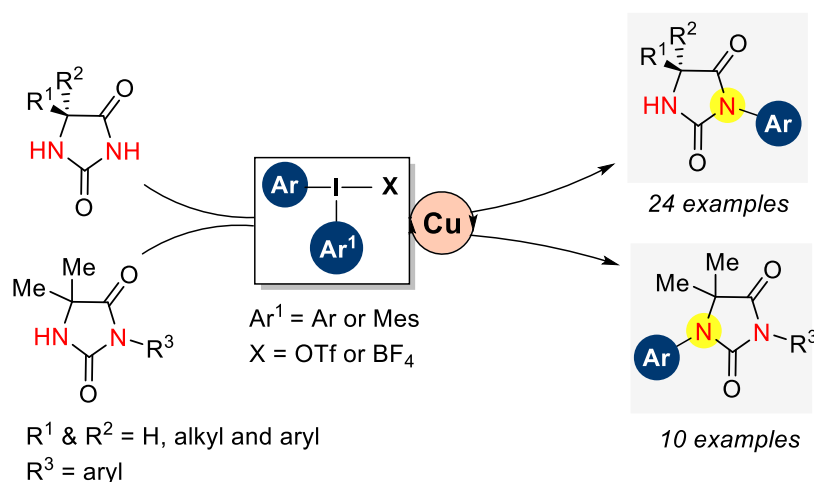 R1 R2
O
HN NH
O
Me Me
O
HN N R3
O
R1 & R2 = H, alkyl and aryl
R3 = aryl
Ar I X
Ar1
Cu
Ar1 = Ar or Mes
X = OTf or BF4
R1 R2
O
HN N Ar
O
24 examples
Me Me
O
Ar N N R3
O
10 examples